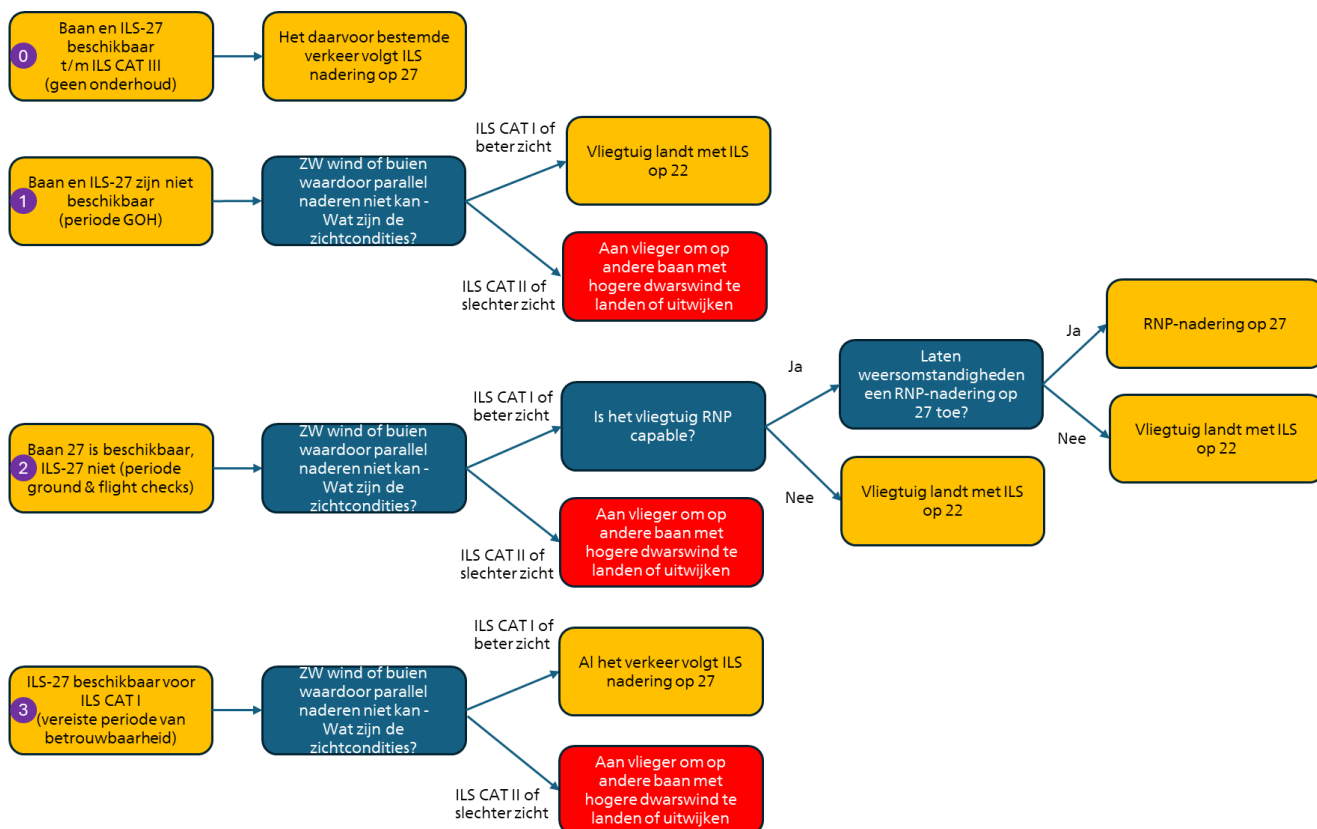 Baan en ILS-27
beschikbaar
t/m ILS CAT III
(geen onderhoud)
0
Het daarvoor bestemde
verkeer volgt ILS
nadering op 27
Baan en ILS-27 zijn niet
beschikbaar
(periode GOH)
1
ZW wind of buien
waardoor parallel
naderen niet kan -
Wat zijn de
zichtcondities?
ILS CAT I of
beter zicht
Vliegtuig landt met ILS
op 22
ILS CAT II of
slechter zicht
Aan vlieger om op
andere baan met
hogere dwarswind te
landen of uitwijken
Baan 27 is beschikbaar,
ILS-27 niet (periode
ground & flight checks)
2
ZW wind of buien
waardoor parallel
naderen niet kan -
Wat zijn de
zichtcondities?
ILS CAT I of
beter zicht
Is het vliegtuig RNP
capable?
Ja
Laten
weersomstandigheden
een RNP-nadering op
27 toe?
Ja
RNP-nadering op 27
Nee
Vliegtuig landt met ILS
op 22
Nee
Vliegtuig landt met ILS
op 22
ILS CAT II of
slechter zicht
Aan vlieger om op
andere baan met
hogere dwarswind te
landen of uitwijken
ILS-27 beschikbaar voor
ILS CAT I
(vereiste periode van
betrouwbaarheid)
3
ZW wind of buien
waardoor parallel
naderen niet kan -
Wat zijn de
zichtcondities?
ILS CAT I of
beter zicht
Al het verkeer volgt ILS
nadering op 27
ILS CAT II of
slechter zicht
Aan vlieger om op
andere baan met
hogere dwarswind te
landen of uitwijken